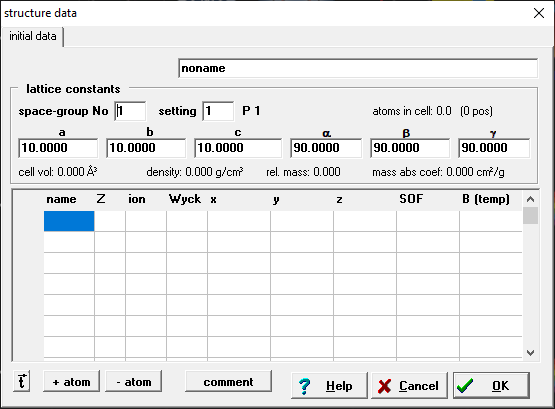 structure data
initial data
noname
lattice constants
space-group No 1 setting 1 P 1 atoms in cell: 0.0 (0 pos)
a b c α β γ
10.0000 10.0000 10.0000 90.0000 90.0000 90.0000
cell vol: 0.000 Å³ density: 0.000 g/cm³ rel. mass: 0.000 mass abs coef: 0.000 cm²/g
name Z ion Wyck x y z SOF B (temp)
t + atom - atom comment ? Help Cancel OK